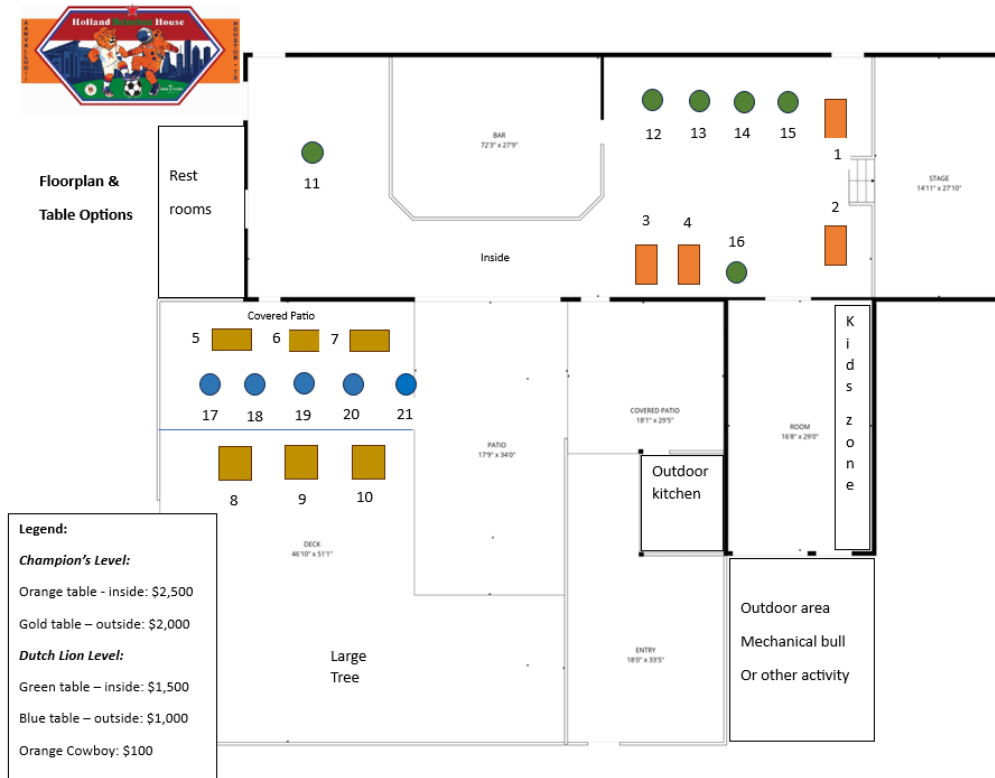 Holland Houston House
AANVALLUH!!
HOUSTON - TX
Floorplan &
Table Options
Rest
rooms
11
BAR
72'3" x 27'9"
Inside
12
13
14
15
1
2
3
4
16
STAGE
14'11" x 27'10"
Covered Patio
5
6
7
17
18
19
20
21
8
9
10
PATIO
17'9" x 34'0"
COVERED PATIO
18'1" x 29'5"
Outdoor
kitchen
ROOM
16'8" x 29'0"
K
i
d
s
z
o
n
e
DECK
46'10" x 51'1"
Large
Tree
ENTRY
18'0" x 33'5"
Outdoor area
Mechanical bull
Or other activity
Legend:
Champion's Level:
Orange table - inside: $2,500
Gold table – outside: $2,000
Dutch Lion Level:
Green table – inside: $1,500
Blue table – outside: $1,000
Orange Cowboy: $100